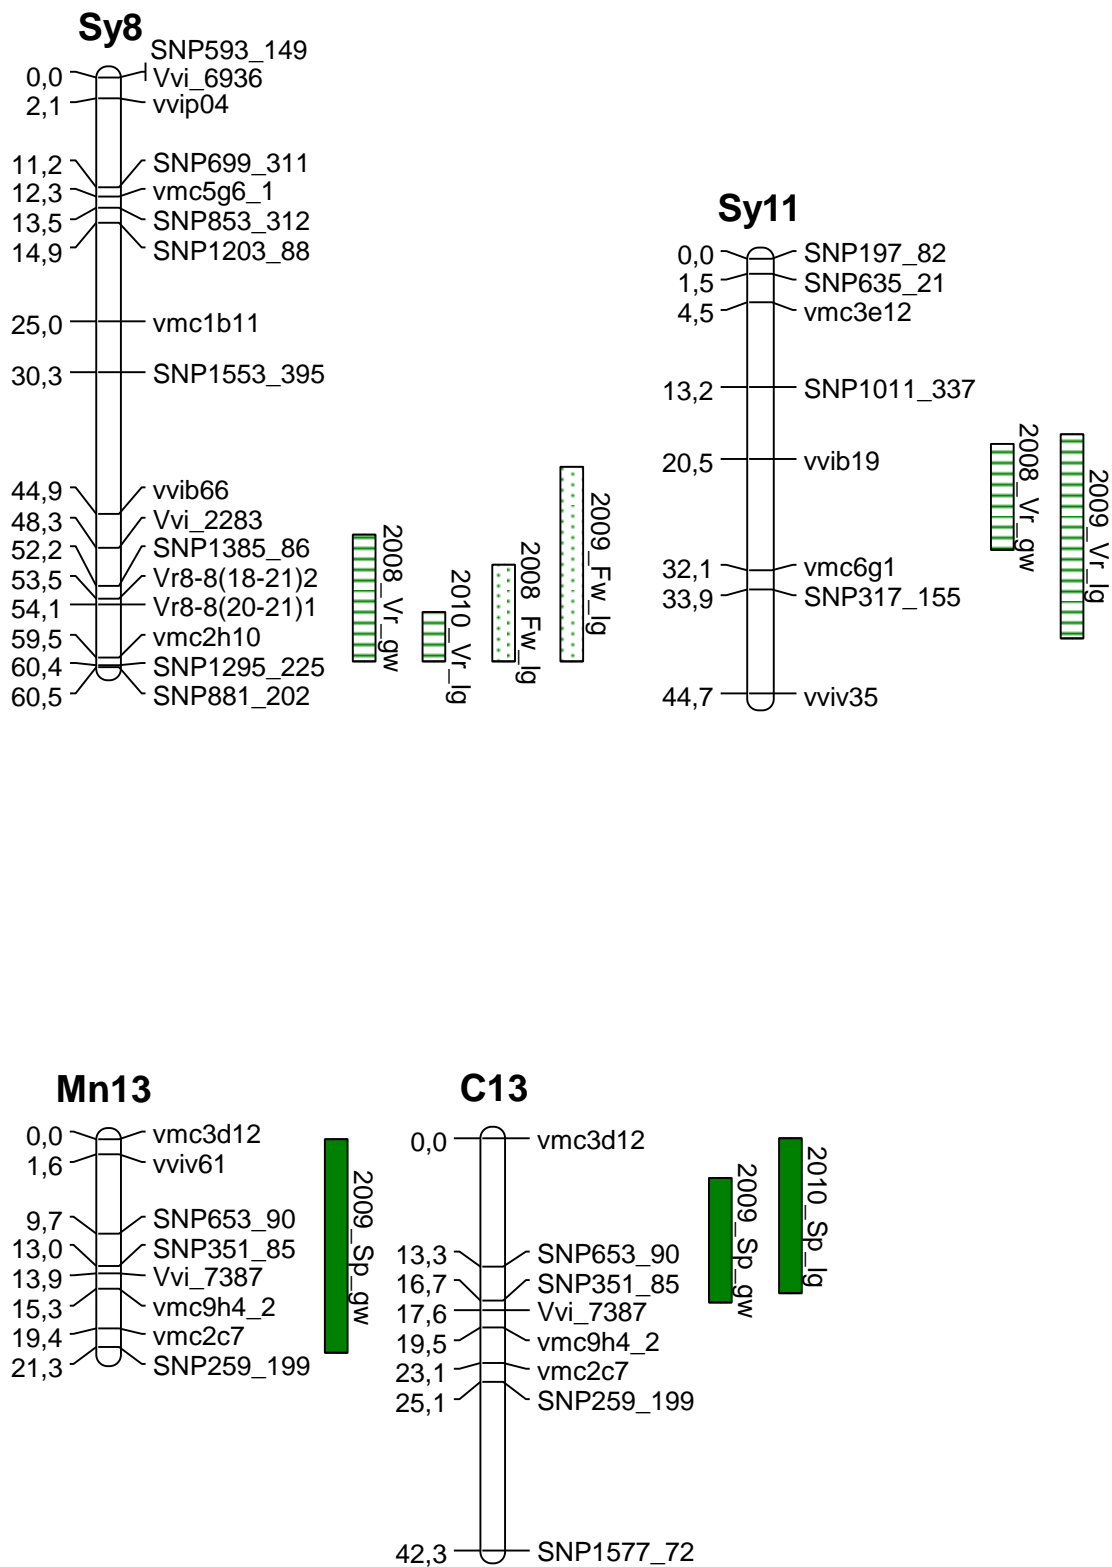 Sy8
0,0 SNP593_149
Vvi_6936
2,1 vvip04
11,2 SNP699_311
12,3 vmc5g6_1
13,5 SNP853_312
14,9 SNP1203_88
25,0 vmc1b11
30,3 SNP1553_395
44,9 vvib66
48,3 Vvi_2283
52,2 SNP1385_86
53,5 Vr8-8(18-21)2
54,1 Vr8-8(20-21)1
59,5 vmc2h10
60,4 SNP1295_225
60,5 SNP881_202
2008_Vr_gw
2010_Vr_lg
2008_Fw_lg
2009_Fw_lg
Sy11
0,0 SNP197_82
1,5 SNP635_21
4,5 vmc3e12
13,2 SNP1011_337
20,5 vvib19
32,1 vmc6g1
33,9 SNP317_155
44,7 vviv35
2008_Vr_gw
2009_Vr_lg
Mn13
0,0 vmc3d12
1,6 vviv61
9,7 SNP653_90
13,0 SNP351_85
13,9 Vvi_7387
15,3 vmc9h4_2
19,4 vmc2c7
21,3 SNP259_199
2009_Sp_gw
C13
0,0 vmc3d12
13,3 SNP653_90
16,7 SNP351_85
17,6 Vvi_7387
19,5 vmc9h4_2
23,1 vmc2c7
25,1 SNP259_199
42,3 SNP1577_72
2009_Sp_gw
2010_Sp_lg